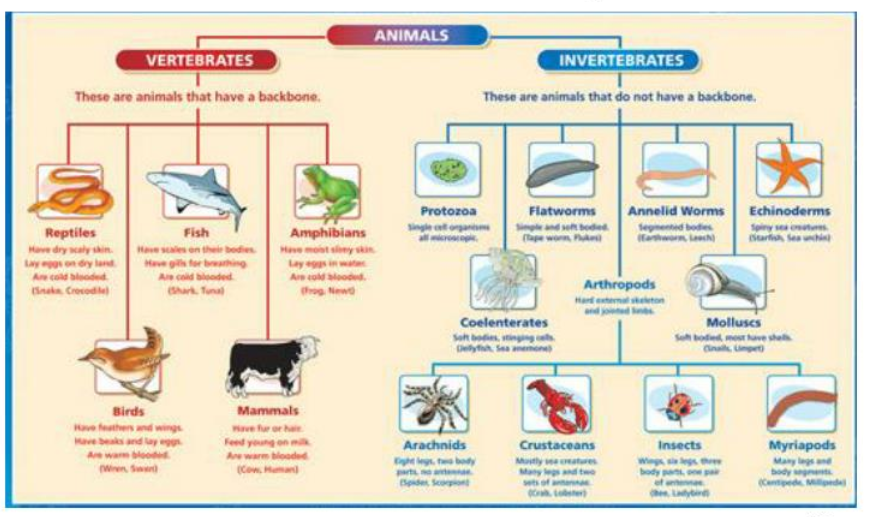 ANIMALS
VERTEBRATES
These are animals that have a backbone.
Reptiles
Have dry scaly skin.
Lay eggs on dry land.
Are cold blooded.
(Snake, Crocodile)
Fish
Have scales on their bodies.
Have gills for breathing.
Are cold blooded.
(Shark, Tuna)
Amphibians
Have moist slimy skin.
Lay eggs in water.
Are cold blooded.
(Frog, Newt)
Birds
Have feathers and wings.
Have beaks and lay eggs.
Are warm blooded.
(Wren, Swan)
Mammals
Have fur or hair.
Feed young on milk.
Are warm blooded.
(Cow, Human)
INVERTEBRATES
These are animals that do not have a backbone.
Protozoa
Single cell organisms
all microscopic.
Flatworms
Simple and soft bodied.
(Tape worm, Flukes)
Annelid Worms
Segmented bodies.
(Earthworm, Leech)
Echinoderms
Spiny sea creatures.
(Starfish, Sea urchin)
Coelenterates
Soft bodies, stinging cells.
(Jellyfish, Sea anemone)
Arthropods
Hard external skeleton
and jointed limbs.
Molluscs
Soft bodied, most have shells.
(Snails, Limpet)
Arachnids
Eight legs, two body
parts, no antennae.
(Spider, Scorpion)
Crustaceans
Mostly sea creatures.
Many legs and two
sets of antennae.
(Crab, Lobster)
Insects
Wings, six legs, three
body parts, one pair
of antennae.
(Bee, Ladybird)
Myriapods
Many legs and
body segments.
(Centipede, Millipede)